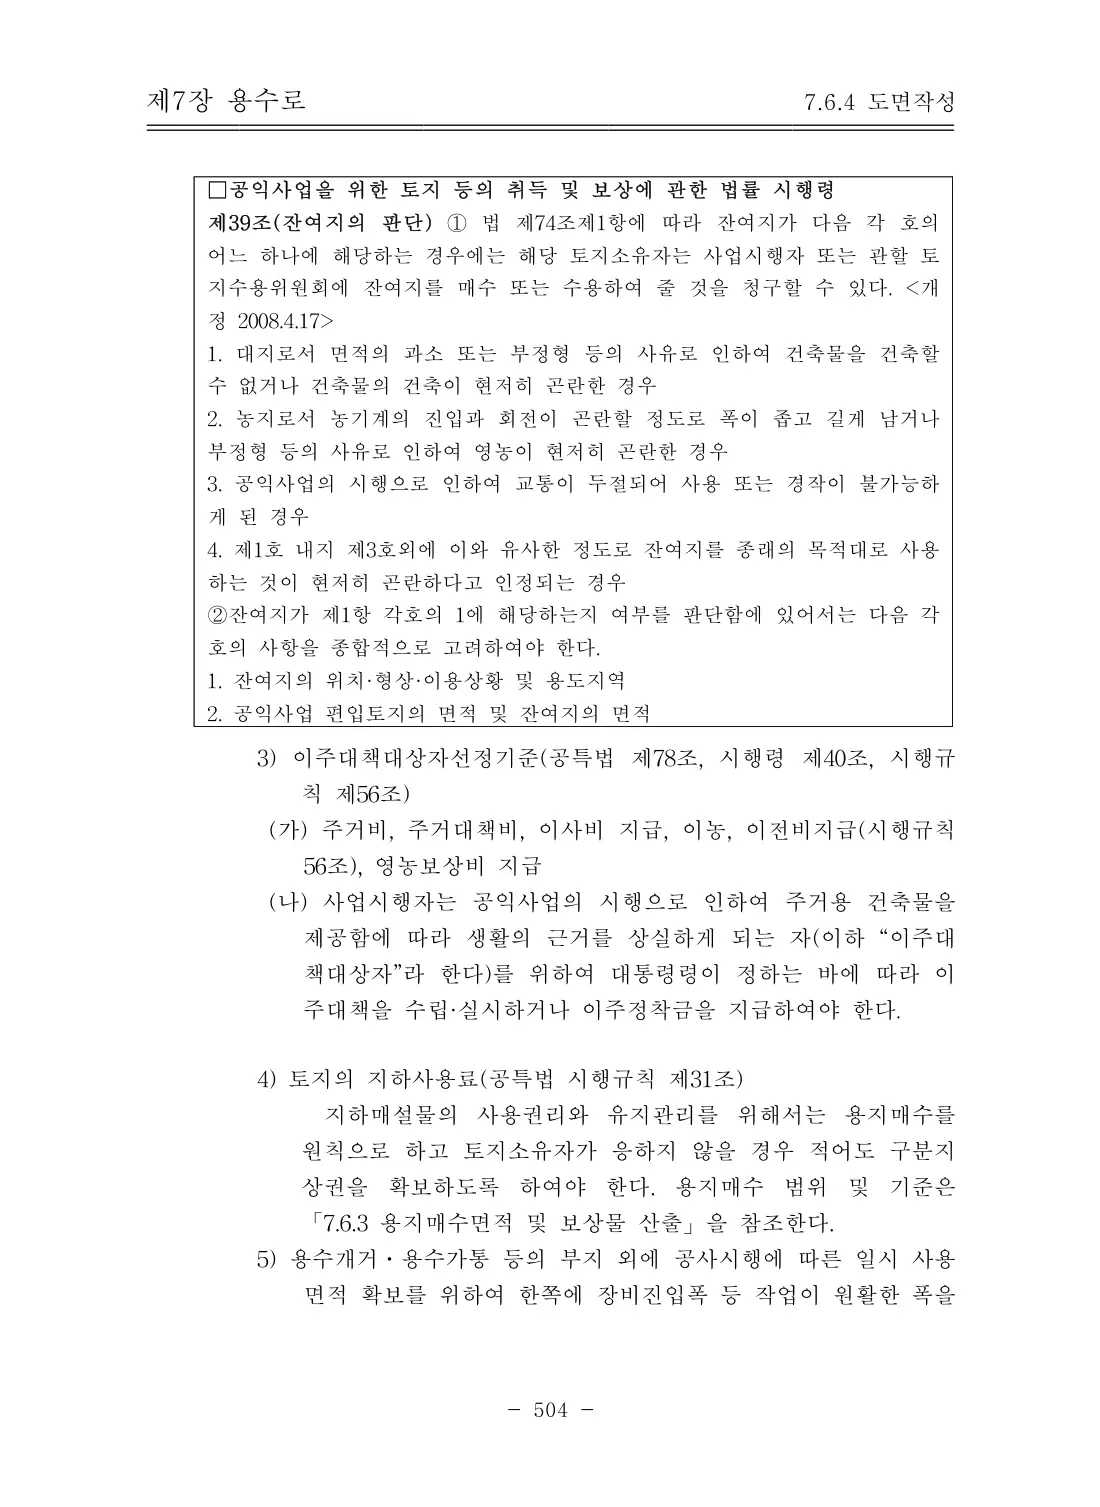 제7장 용수로
7.6.4 도면작성
□공익사업을 위한 토지 등의 취득 및 보상에 관한 법률 시행령
제39조(잔여지의 판단) ① 법 제74조제1항에 따라 잔여지가 다음 각 호의
어느 하나에 해당하는 경우에는 해당 토지소유자는 사업시행자 또는 관할 토
지수용위원회에 잔여지를 매수 또는 수용하여 줄 것을 청구할 수 있다. <개
정 2008.4.17>
1. 대지로서 면적의 과소 또는 부정형 등의 사유로 인하여 건축물을 건축할
수 없거나 건축물의 건축이 현저히 곤란한 경우
2. 농지로서 농기계의 진입과 회전이 곤란할 정도로 폭이 좁고 길게 남거나
부정형 등의 사유로 인하여 영농이 현저히 곤란한 경우
3. 공익사업의 시행으로 인하여 교통이 두절되어 사용 또는 경작이 불가능하
게 된 경우
4. 제1호 내지 제3호외에 이와 유사한 정도로 잔여지를 종래의 목적대로 사용
하는 것이 현저히 곤란하다고 인정되는 경우
②잔여지가 제1항 각호의 1에 해당하는지 여부를 판단함에 있어서는 다음 각
호의 사항을 종합적으로 고려하여야 한다.
1. 잔여지의 위치·형상·이용상황 및 용도지역
2. 공익사업 편입토지의 면적 및 잔여지의 면적
3) 이주대책대상자선정기준(공특법 제78조, 시행령 제40조, 시행규
칙 제56조)
(가) 주거비, 주거대책비, 이사비 지급, 이농, 이전비지급(시행규칙
56조), 영농보상비 지급
(나) 사업시행자는 공익사업의 시행으로 인하여 주거용 건축물을
제공함에 따라 생활의 근거를 상실하게 되는 자(이하 “이주대
책대상자”라 한다)를 위하여 대통령령이 정하는 바에 따라 이
주대책을 수립·실시하거나 이주정착금을 지급하여야 한다.
4) 토지의 지하사용료(공특법 시행규칙 제31조)
지하매설물의 사용권리와 유지관리를 위해서는 용지매수를
원칙으로 하고 토지소유자가 응하지 않을 경우 적어도 구분지
상권을 확보하도록 하여야 한다. 용지매수 범위 및 기준은
「7.6.3 용지매수면적 및 보상물 산출」을 참조한다.
5) 용수개거·용수가통 등의 부지 외에 공사시행에 따른 일시 사용
면적 확보를 위하여 한쪽에 장비진입폭 등 작업이 원활한 폭을
- 504 -